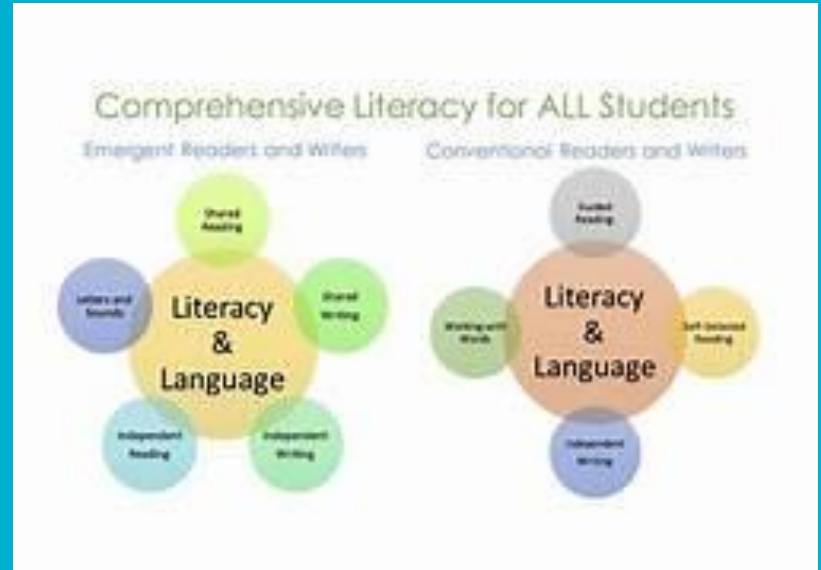 Comprehensive Literacy for ALL Students
Emergent Readers and Writers
Shared
Reading
Letters and
Sounds
Shared
Writing
Literacy
&
Language
Independent
Reading
Independent
Writing
Conventional Readers and Writers
Guided
Reading
Working with
Words
Literacy
&
Language
Self-Selected
Reading
Independent
Writing